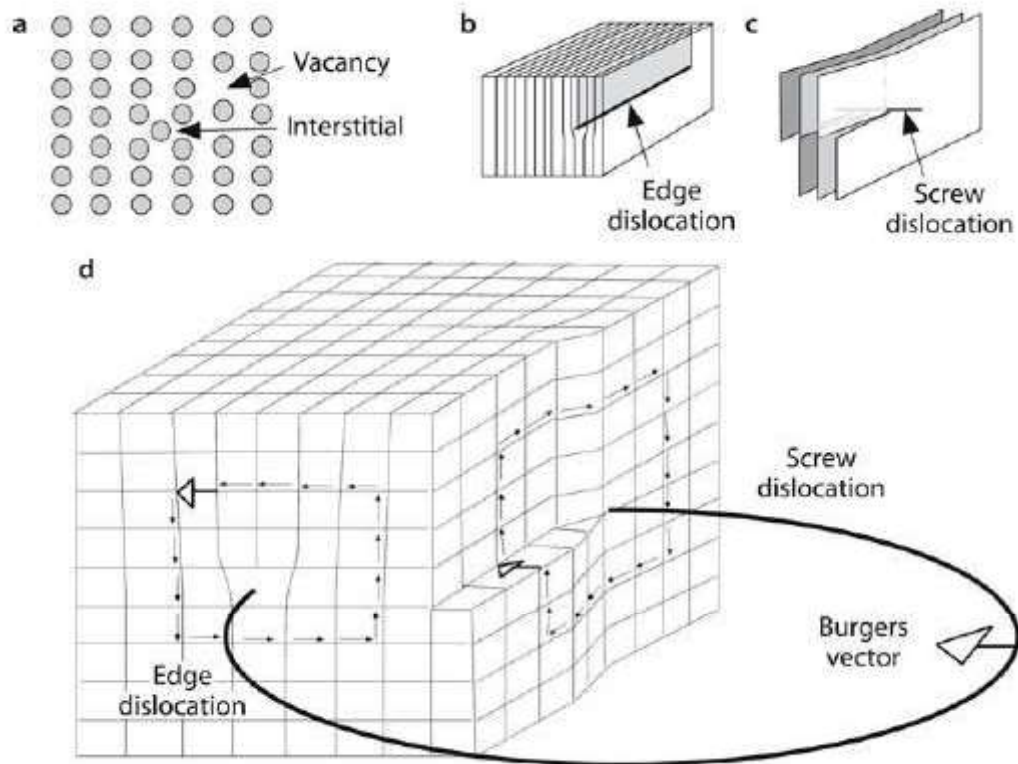 a
Vacancy
Interstitial
b
Edge
dislocation
c
Screw
dislocation
d
Screw
dislocation
Burgers
vector
Edge
dislocation